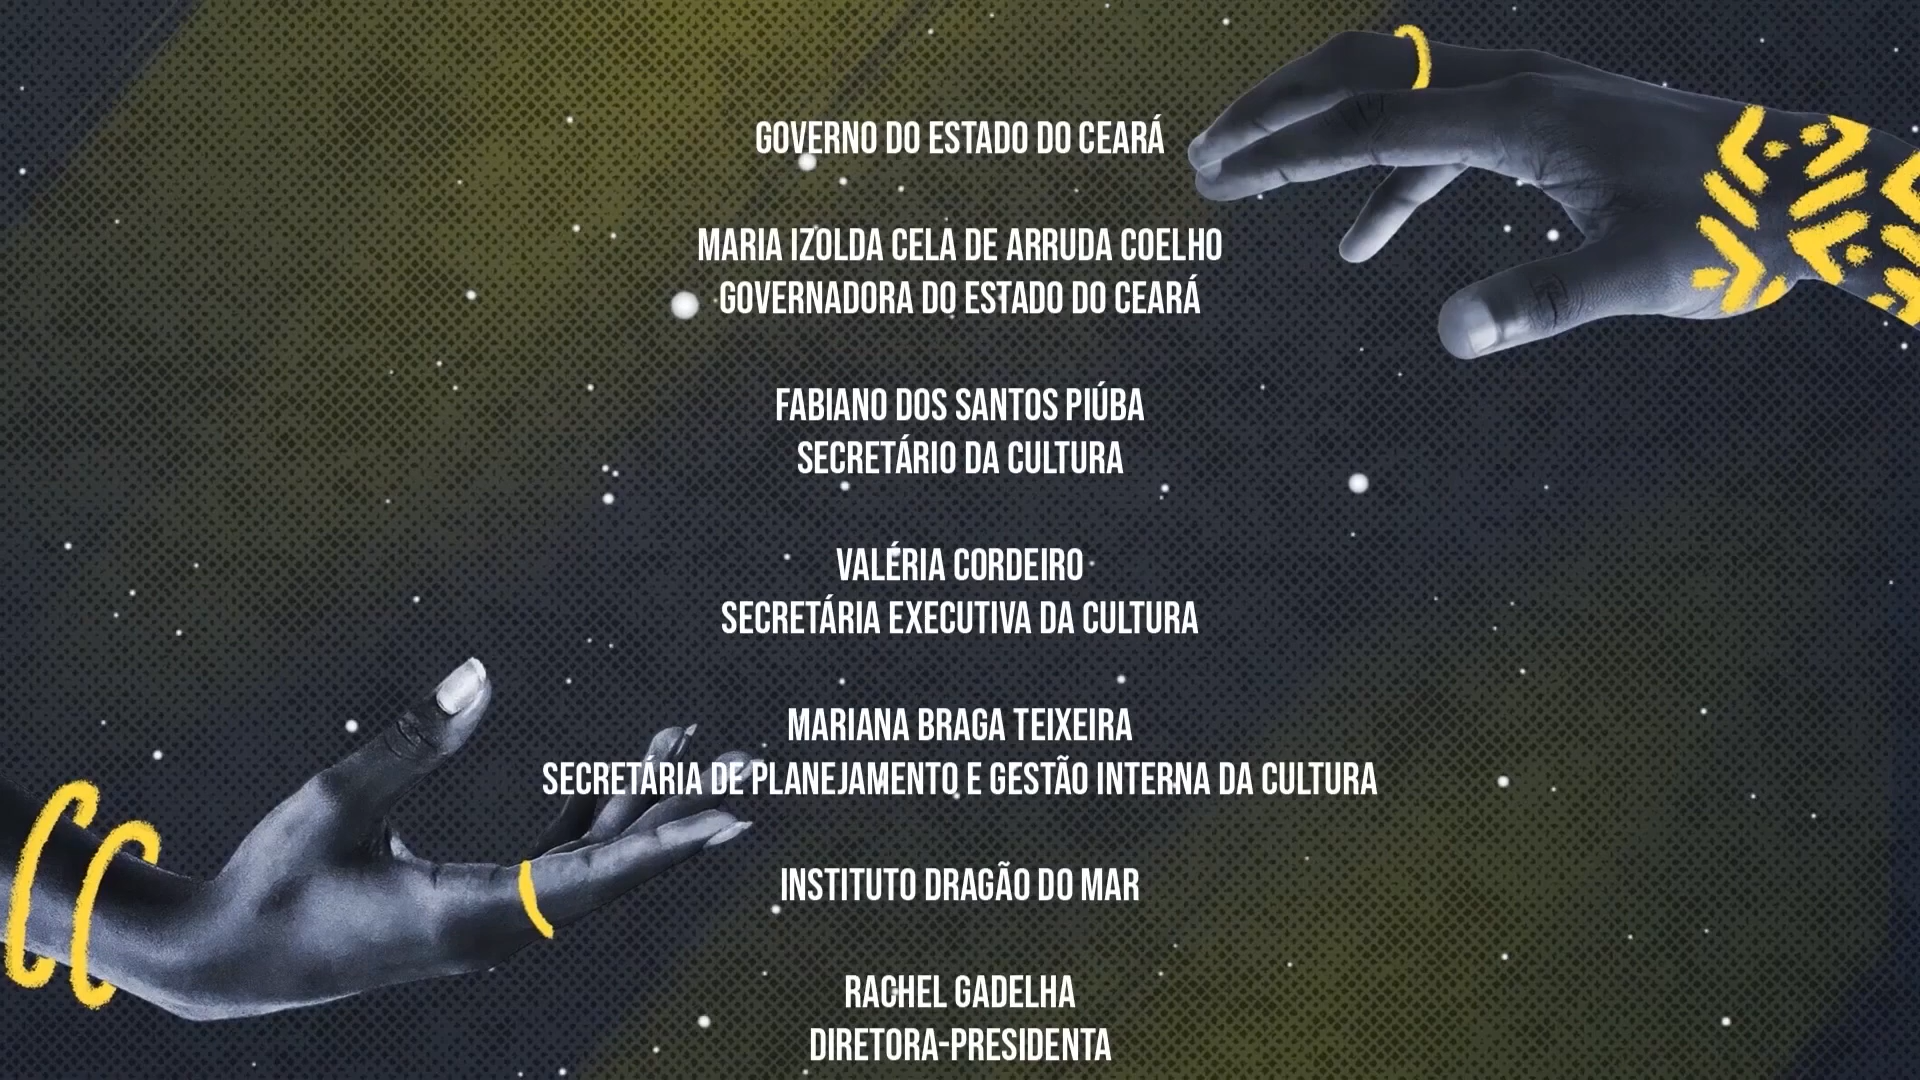 GOVERNO DO ESTADO DO CEARÁ
MARIA IZOLDA CELA DE ARRUDA COELHO
GOVERNADORA DO ESTADO DO CEARÁ
FABIANO DOS SANTOS PIÚBA
SECRETÁRIO DA CULTURA
VALÉRIA CORDEIRO
SECRETÁRIA EXECUTIVA DA CULTURA
MARIANA BRAGA TEIXEIRA
SECRETÁRIA DE PLANEJAMENTO E GESTÃO INTERNA DA CULTURA
INSTITUTO DRAGÃO DO MAR
RACHEL GADELHA
DIRETORA-PRESIDENTA